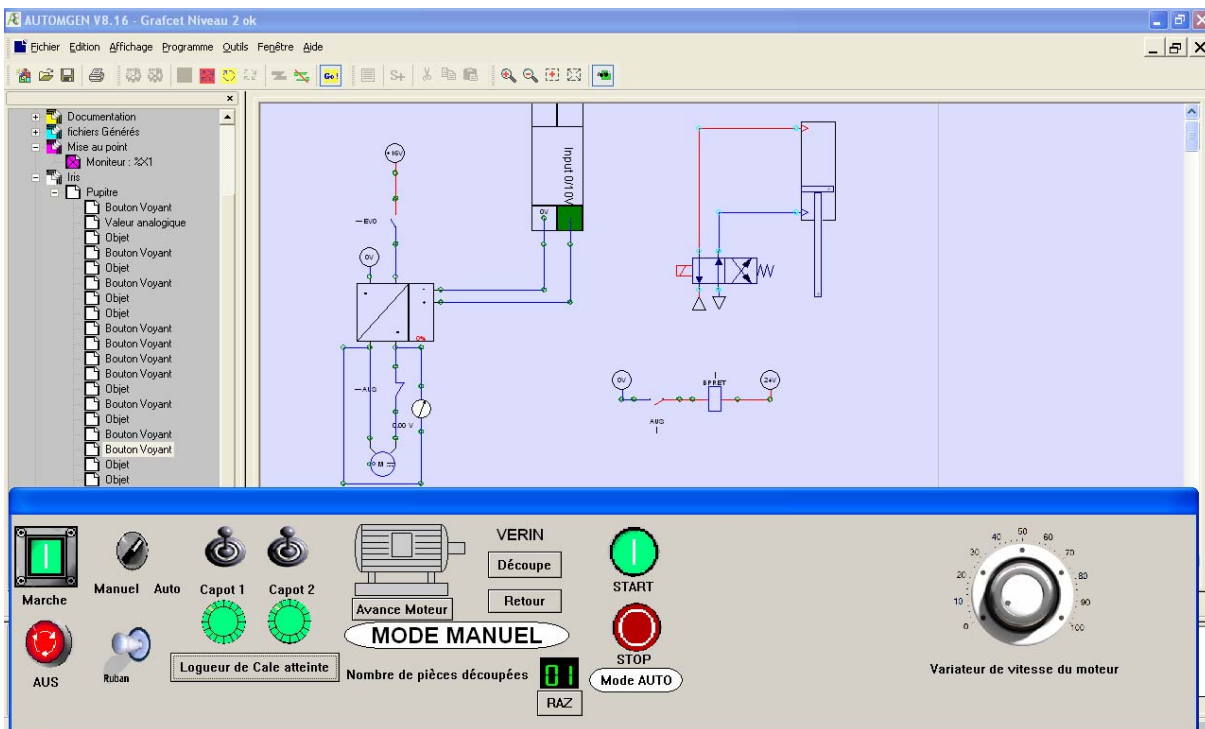 AUTOMGEN V8.16 - Grafcet Niveau 2 ok
Fichier Edition Affichage Programme Outils Fenêtre Aide
Go! S+
Documentation
fichiers Générés
Mise au point
Moniteur : %X1
Iris
Pupitre
Bouton Voyant
Valeur analogique
Objet
Bouton Voyant
Objet
Bouton Voyant
Objet
Objet
Bouton Voyant
Bouton Voyant
Bouton Voyant
Bouton Voyant
Objet
Bouton Voyant
Objet
Bouton Voyant
Bouton Voyant
Objet
Objet
Input 0/10V
0V
0V
AUS
0.00 V
M
0V
SPRET
24V
AUS
Marche
Manuel Auto
Capot 1
Capot 2
AUS
Ruban
Logueur de Cale atteinte
Avance Moteur
MODE MANUEL
Nombre de pièces découpées
01
RAZ
VERIN
Découpe
Retour
START
STOP
Mode AUTO
0 10 20 30 40 50 60 70 80 90 100
Variateur de vitesse du moteur